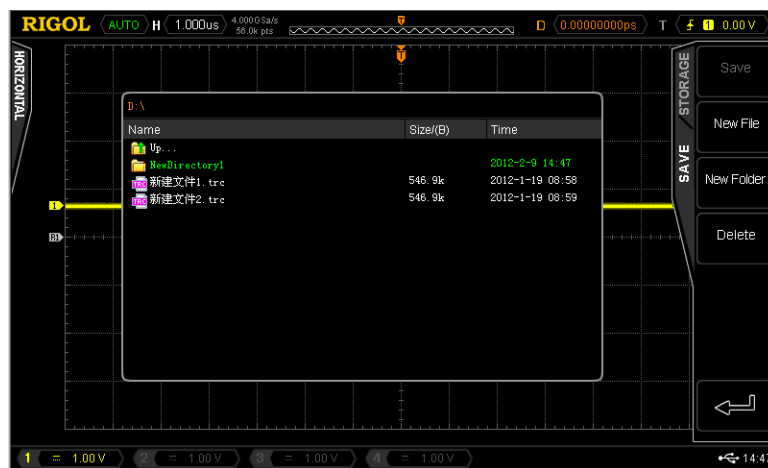 RIGOL AUTO H 1.000us 4.000GSa/s D 0.00000000ps T 1 0.00 V
56.0k pts
T
HORIZONTAL
STORAGE
SAVE
Save
New File
New Folder
Delete
D:\
Name Size/(B) Time
Up...
NewDirectory1 2012-2-9 14:47
TRC 新建文件1.trc 546.9k 2012-1-19 08:58
TRC 新建文件2.trc 546.9k 2012-1-19 08:59
1
R1
1 = 1.00 V 2 = 1.00 V 3 = 1.00 V 4 = 1.00 V 14:47